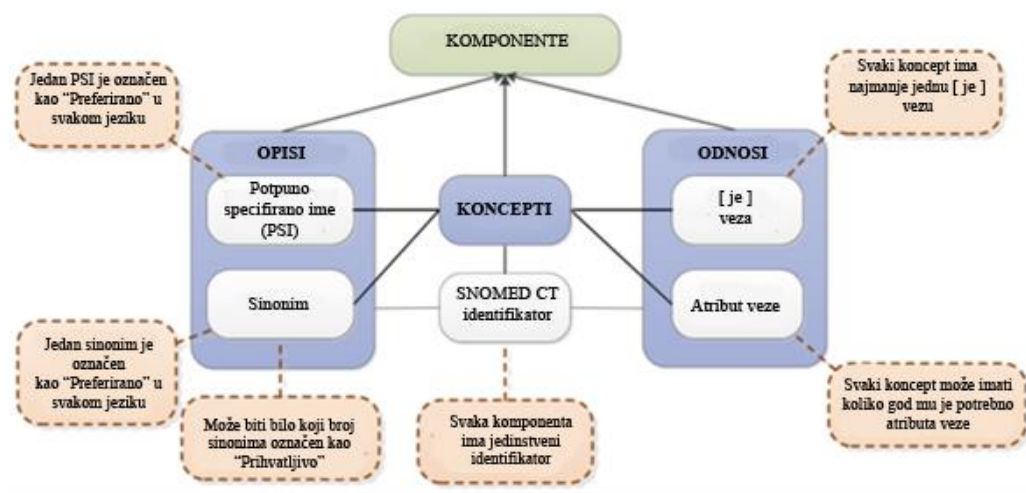 KOMPONENTE
Jedan PSI je označen
kao “Preferirano” u
svakom jeziku
Svaki koncept ima
najmanje jednu [ je ]
vezu
OPISI
Potpuno
specifirano ime
(PSI)
Sinonim
KONCEPTI
SNOMED CT
identifikator
ODNOSI
[ je ]
veza
Atribut veze
Jedan sinonim je
označen
kao “Preferirano” u
svakom jeziku
Može biti bilo koji broj
sinonima označen kao
“Prihvatljivo”
Svaka komponenta
ima jedinstveni
identifikator
Svaki koncept može imati
koliko god mu je potrebno
atributa veze